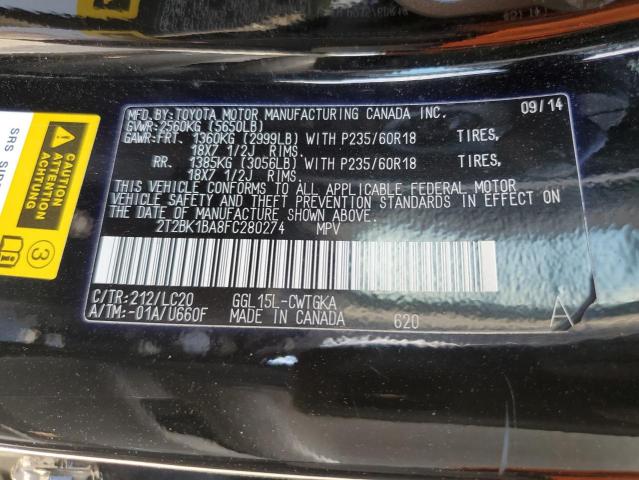 MFD.BY:TOYOTA MOTOR MANUFACTURING CANADA INC. 09/14
GVWR:2560KG (5650LB)
GAWR:FRT. 1360KG (2999LB) WITH P235/60R18 TIRES,
18X7 1/2J RIMS.
RR. 1385KG (3056LB) WITH P235/60R18 TIRES,
18X7 1/2J RIMS.
THIS VEHICLE CONFORMS TO ALL APPLICABLE FEDERAL MOTOR
VEHICLE SAFETY AND THEFT PREVENTION STANDARDS IN EFFECT ON
THE DATE OF MANUFACTURE SHOWN ABOVE.
2T2BK1BA8FC280274 MPV
C/TR:212/LC20 GGL15L-CWTGKA
A/TM:-01A/U660F MADE IN CANADA 620 A
CAUTION
ATTENTION
ACHTUNG
3
SRS